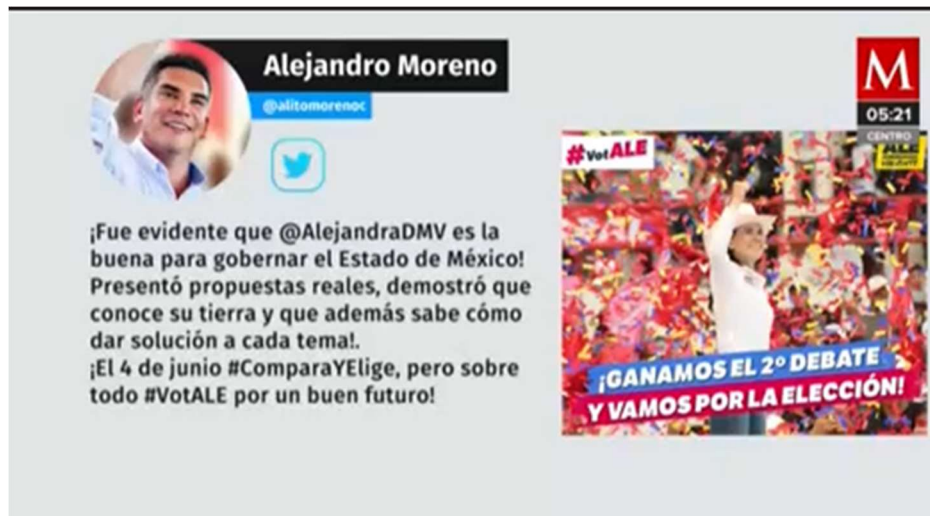 Alejandro Moreno
@alitomorenoc
¡Fue evidente que @AlejandraDMV es la
buena para gobernar el Estado de México!
Presentó propuestas reales, demostró que
conoce su tierra y que además sabe cómo
dar solución a cada tema!.
¡El 4 de junio #ComparaYElige, pero sobre
todo #VotALE por un buen futuro!
M
05:21
CENTRO
#VotALE
ALE
¡GANAMOS EL 2º DEBATE
Y VAMOS POR LA ELECCIÓN!